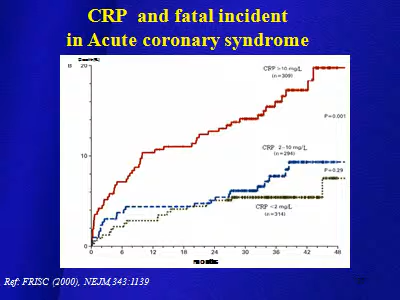 CRP and fatal incident
in Acute coronary syndrome
Deaths (%)
20
CRP >10 mg/L
(n=309)
P=0.001
CRP 2-10 mg/L
(n=294)
10
P=0.29
CRP <2 mg/L
(n=314)
0
0 6 12 18 24 30 36 42 48
months
Ref: FRISC (2000), NEJM,343:1139